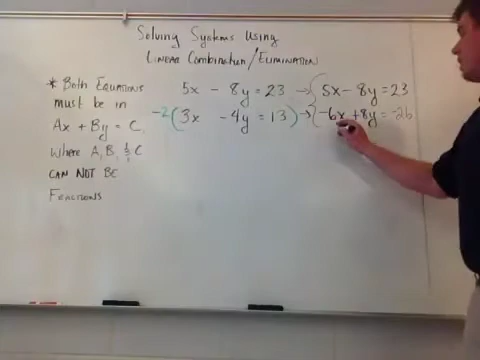 Solving Systems Using
Linear Combination/Elimination
* Both Equations
must be in
Ax + By = C,
where A, B, & C
CAN NOT BE
Fractions
5x - 8y = 23 → { 5x - 8y = 23
-2(3x - 4y = 13) → { -6x + 8y = -26